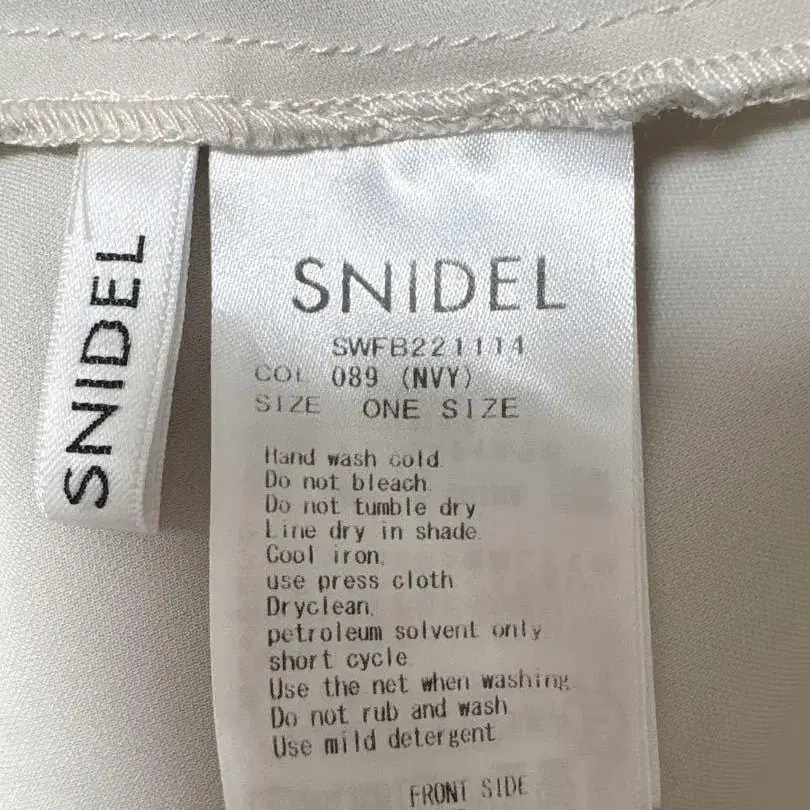 SNIDEL
SNIDEL
SWFB221114
COL 089 (NVY)
SIZE ONE SIZE
Hand wash cold.
Do not bleach.
Do not tumble dry.
Line dry in shade.
Cool iron,
use press cloth
Dryclean,
petroleum solvent only
short cycle
Use the net when washing
Do not rub and wash
Use mild detergent
FRONT SIDE